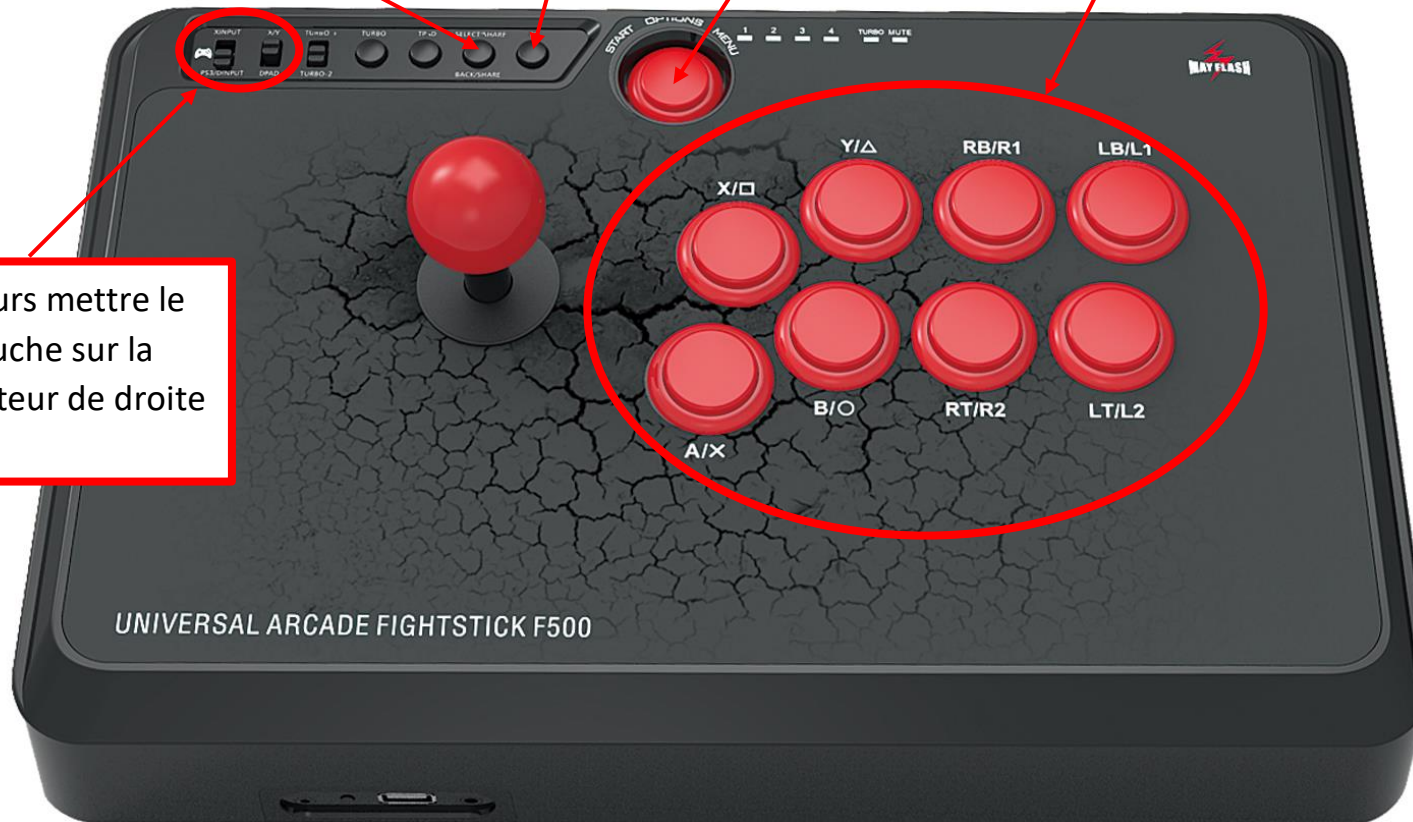 START OPTIONS MENU
XINPUT X/Y TURBO TPAD SELECT/SHARE
1 2 3 4 TURBO MUTE
PS3/DINPUT DPAD TURBO-2 BACK/SHARE
MAYFLASH
Y/△ RB/R1 LB/L1
X/□
urs mettre le
uche sur la
teur de droite
B/○ RT/R2 LT/L2
A/✕
UNIVERSAL ARCADE FIGHTSTICK F500